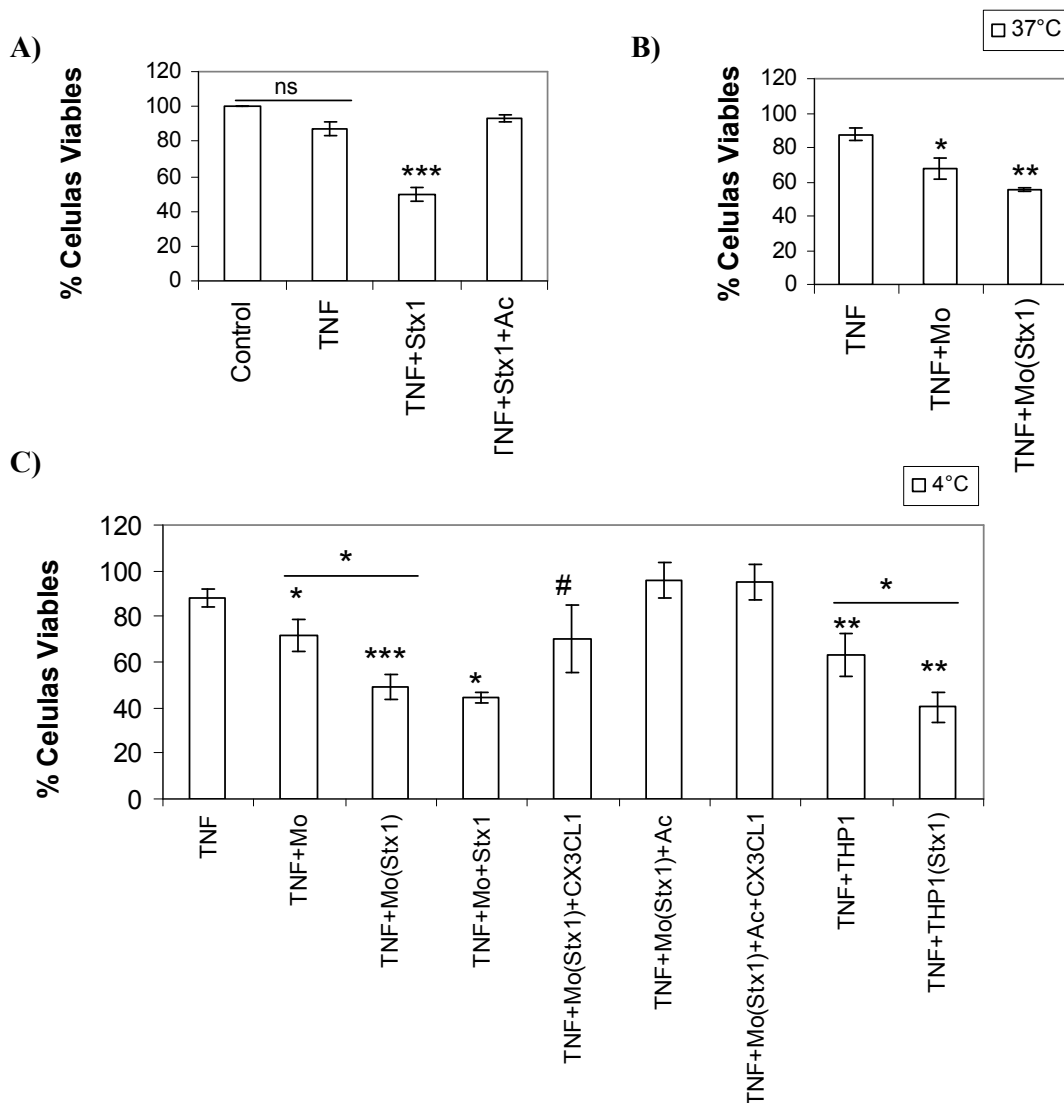 A)
120
100
80
60
40
20
0
% Celulas Viables
ns
***
Control
TNF
TNF+Stx1
TNF+Stx1+Ac
B)
37°C
120
100
80
60
40
20
0
% Celulas Viables
*
**
TNF
TNF+Mo
TNF+Mo(Stx1)
C)
4°C
120
100
80
60
40
20
0
% Celulas Viables
*
*
***
*
#
*
**
**
TNF
TNF+Mo
TNF+Mo(Stx1)
TNF+Mo+Stx1
TNF+Mo(Stx1)+CX3CL1
TNF+Mo(Stx1)+Ac
TNF+Mo(Stx1)+Ac+CX3CL1
TNF+THP1
TNF+THP1(Stx1)